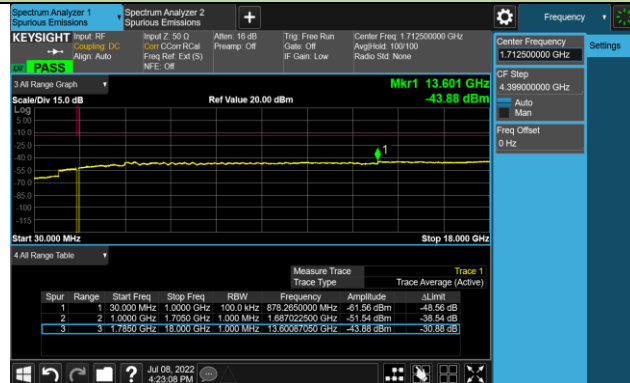 Spectrum Analyzer 1
Spurious Emissions
Spectrum Analyzer 2
Spurious Emissions
+
Frequency
KEYSIGHT
Input: RF
Coupling: DC
Align: Auto
Input Z: 50 Ω
Corr CCorr RCal
Freq Ref: Ext (S)
NFE: Off
Atten: 16 dB
Preamp: Off
Trig: Free Run
Gate: Off
IF Gain: Low
Center Freq: 1.712500000 GHz
Avg|Hold: 100/100
Radio Std: None
PASS
Center Frequency
1.712500000 GHz
Settings
CF Step
4.399000000 GHz
Auto
Man
Freq Offset
0 Hz
3 All Range Graph
Mkr1 13.601 GHz
Scale/Div 15.0 dB
Ref Value 20.00 dBm
-43.88 dBm
Log
5.00
-10.0
-25.0
-40.0
-55.0
-70.0
-85.0
-100
-115
1
Start 30.000 MHz
Stop 18.000 GHz
4 All Range Table
Measure Trace Trace 1
Trace Type Trace Average (Active)
Spur Range Start Freq Stop Freq RBW Frequency Amplitude ΔLimit
1 1 30.000 MHz 1.0000 GHz 100.0 kHz 878.2650000 MHz -61.56 dBm -48.56 dB
2 2 1.0000 GHz 1.7050 GHz 1.000 MHz 1.687022500 GHz -51.54 dBm -38.54 dB
3 3 1.7850 GHz 18.000 GHz 1.000 MHz 13.60087050 GHz -43.88 dBm -30.88 dB
?
Jul 08, 2022
4:23:08 PM